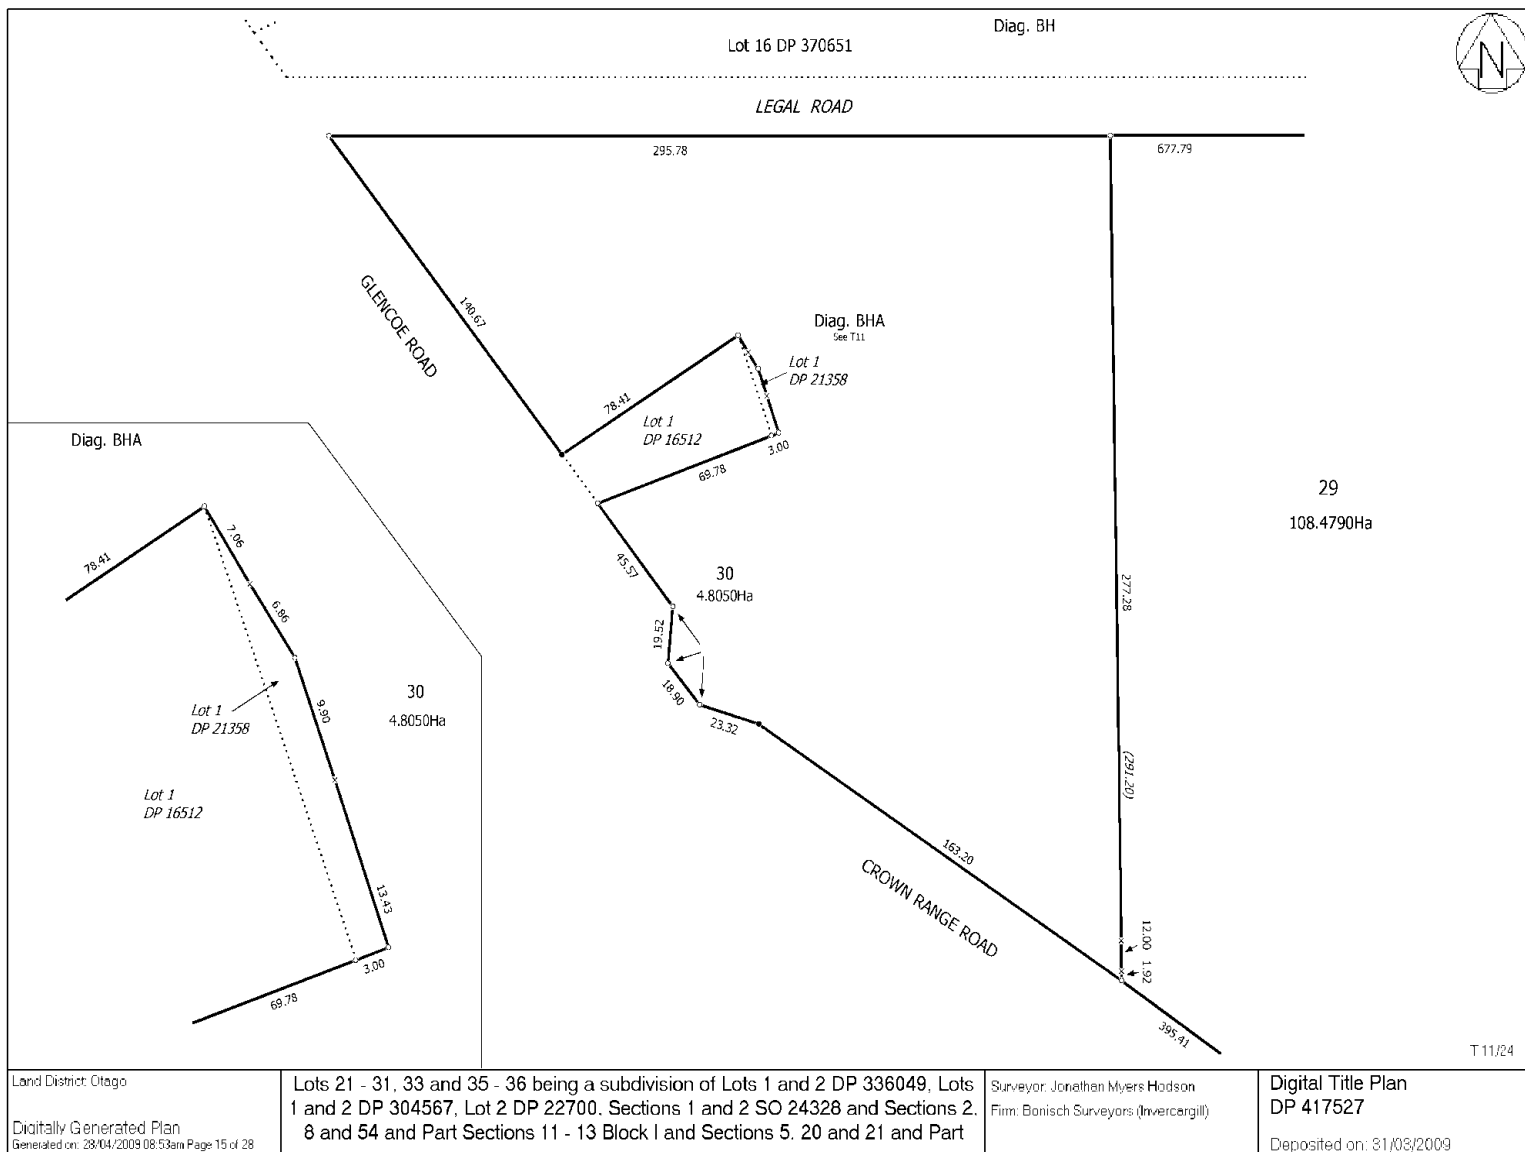 Diag. BH
Lot 16 DP 370651
N
LEGAL ROAD
295.78
677.79
GLENCOE ROAD
140.67
Diag. BHA
See T11
Lot 1
DP 21358
78.41
Lot 1
DP 16512
3.00
69.78
Diag. BHA
29
108.4790Ha
78.41
7.06
6.86
45.57
30
4.8050Ha
277.28
19.52
18.90
23.32
Lot 1
DP 21358
9.90
30
4.8050Ha
(291.20)
Lot 1
DP 16512
163.20
CROWN RANGE ROAD
13.43
12.00
1.92
3.00
69.78
395.41
T 11/24
Land District: Otago
Digitally Generated Plan
Generated on: 28/04/2009 08:53am Page 15 of 28
Lots 21 - 31, 33 and 35 - 36 being a subdivision of Lots 1 and 2 DP 336049, Lots
1 and 2 DP 304567, Lot 2 DP 22700, Sections 1 and 2 SO 24328 and Sections 2,
8 and 54 and Part Sections 11 - 13 Block I and Sections 5, 20 and 21 and Part
Surveyor: Jonathan Myers Hodson
Firm: Bonisch Surveyors (Invercargill)
Digital Title Plan
DP 417527
Deposited on: 31/03/2009